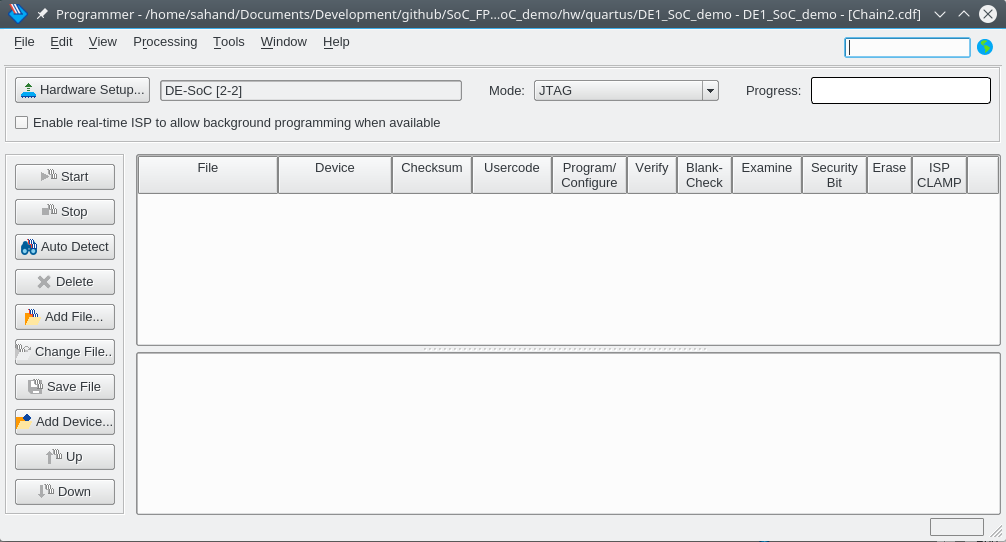 Programmer - /home/sahand/Documents/Development/github/SoC_FP...oC_demo/hw/quartus/DE1_SoC_demo - DE1_SoC_demo - [Chain2.cdf]
File Edit View Processing Tools Window Help
Hardware Setup... DE-SoC [2-2] Mode: JTAG Progress:
Enable real-time ISP to allow background programming when available
File Device Checksum Usercode Program/ Verify Blank- Examine Security Erase ISP
Configure Check Bit CLAMP
Start
Stop
Auto Detect
Delete
Add File...
Change File..
Save File
Add Device...
Up
Down